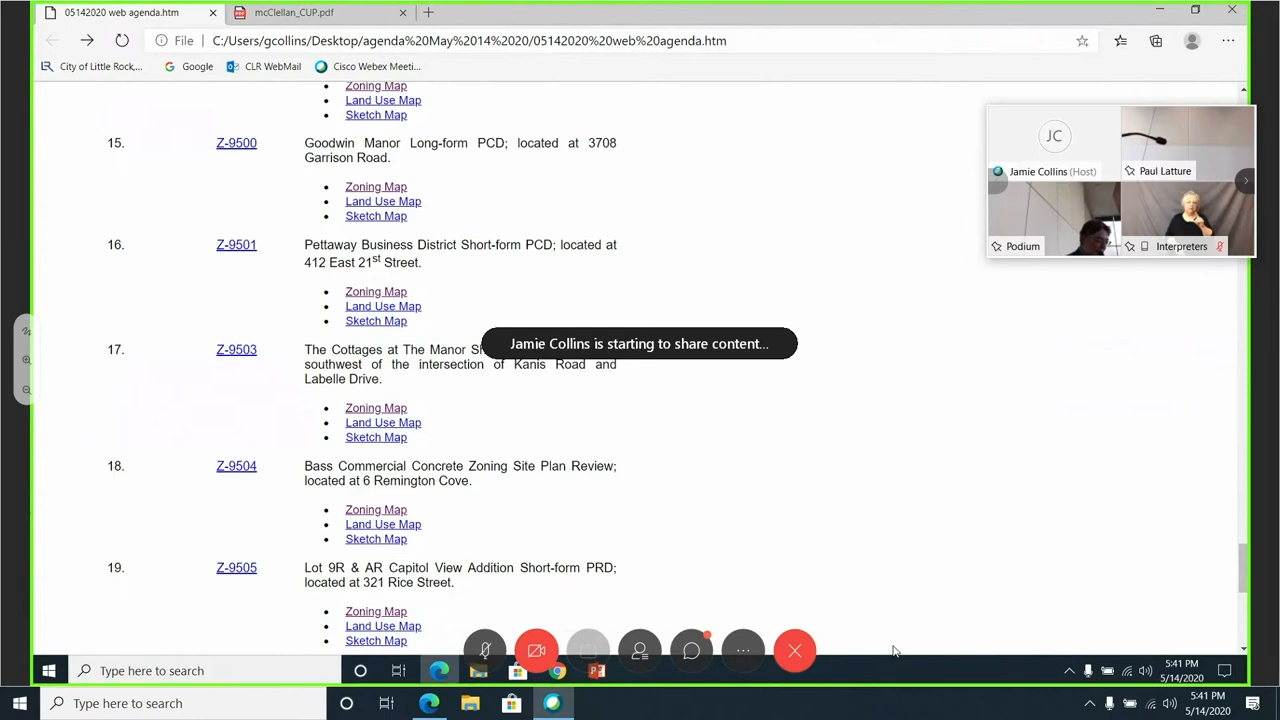 05142020 web agenda.htm
mcClellan_CUP.pdf
File
C:/Users/gcollins/Desktop/agenda%20May%2014%2020/05142020%20web%20agenda.htm
City of Little Rock,...
Google
CLR WebMail
Cisco Webex Meeti...
Zoning Map
Land Use Map
Sketch Map
15. Z-9500 Goodwin Manor Long-form PCD; located at 3708
Garrison Road.
Zoning Map
Land Use Map
Sketch Map
16. Z-9501 Pettaway Business District Short-form PCD; located at
412 East 21st Street.
Zoning Map
Land Use Map
Sketch Map
17. Z-9503 The Cottages at The Manor
southwest of the intersection of Kanis Road and
Labelle Drive.
Zoning Map
Land Use Map
Sketch Map
18. Z-9504 Bass Commercial Concrete Zoning Site Plan Review;
located at 6 Remington Cove.
Zoning Map
Land Use Map
Sketch Map
19. Z-9505 Lot 9R & AR Capitol View Addition Short-form PRD;
located at 321 Rice Street.
Zoning Map
Land Use Map
Sketch Map
Jamie Collins is starting to share content...
JC
Jamie Collins (Host)
Paul Latture
Podium
Interpreters
Type here to search
5:41 PM
5/14/2020
Type here to search
5:41 PM
5/14/2020